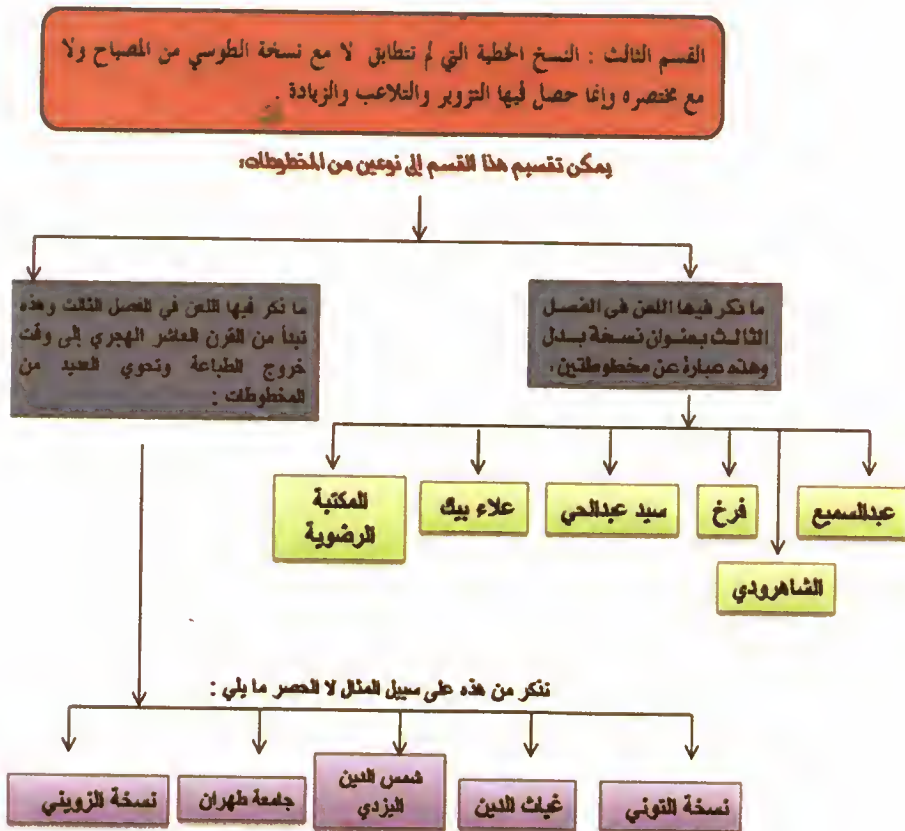 القسم الثالث : النسخ الخطية التي لم تتطابق لا مع نسخة الطوسي من المصباح ولا
مع مختصره وإنما حصل فيها التزوير والتلاعب والزيادة .
يمكن تقسيم هذا القسم إلى نوعين من المخطوطات:
ما ذكر فيها اللعن في الفصل
الثالث بعنوان نسخة بدل
وهذه عبارة عن مخطوطتين :
ما ذكر فيها اللعن في الفصل الثالث وهذه
تبدأ من القرن العاشر الهجري إلى وقت
خروج الطباعة وتحوي العديد من
المخطوطات :
عبدالسميع
الشاهرودي
فرخ
سيد عبدالحي
علاء بيك
المكتبة
الرضوية
نذكر من هذه على سبيل المثال لا الحصر ما يلي :
نسخة التوني
غياث الدين
شمس الدين
اليزدي
جامعة طهران
نسخة الزويني